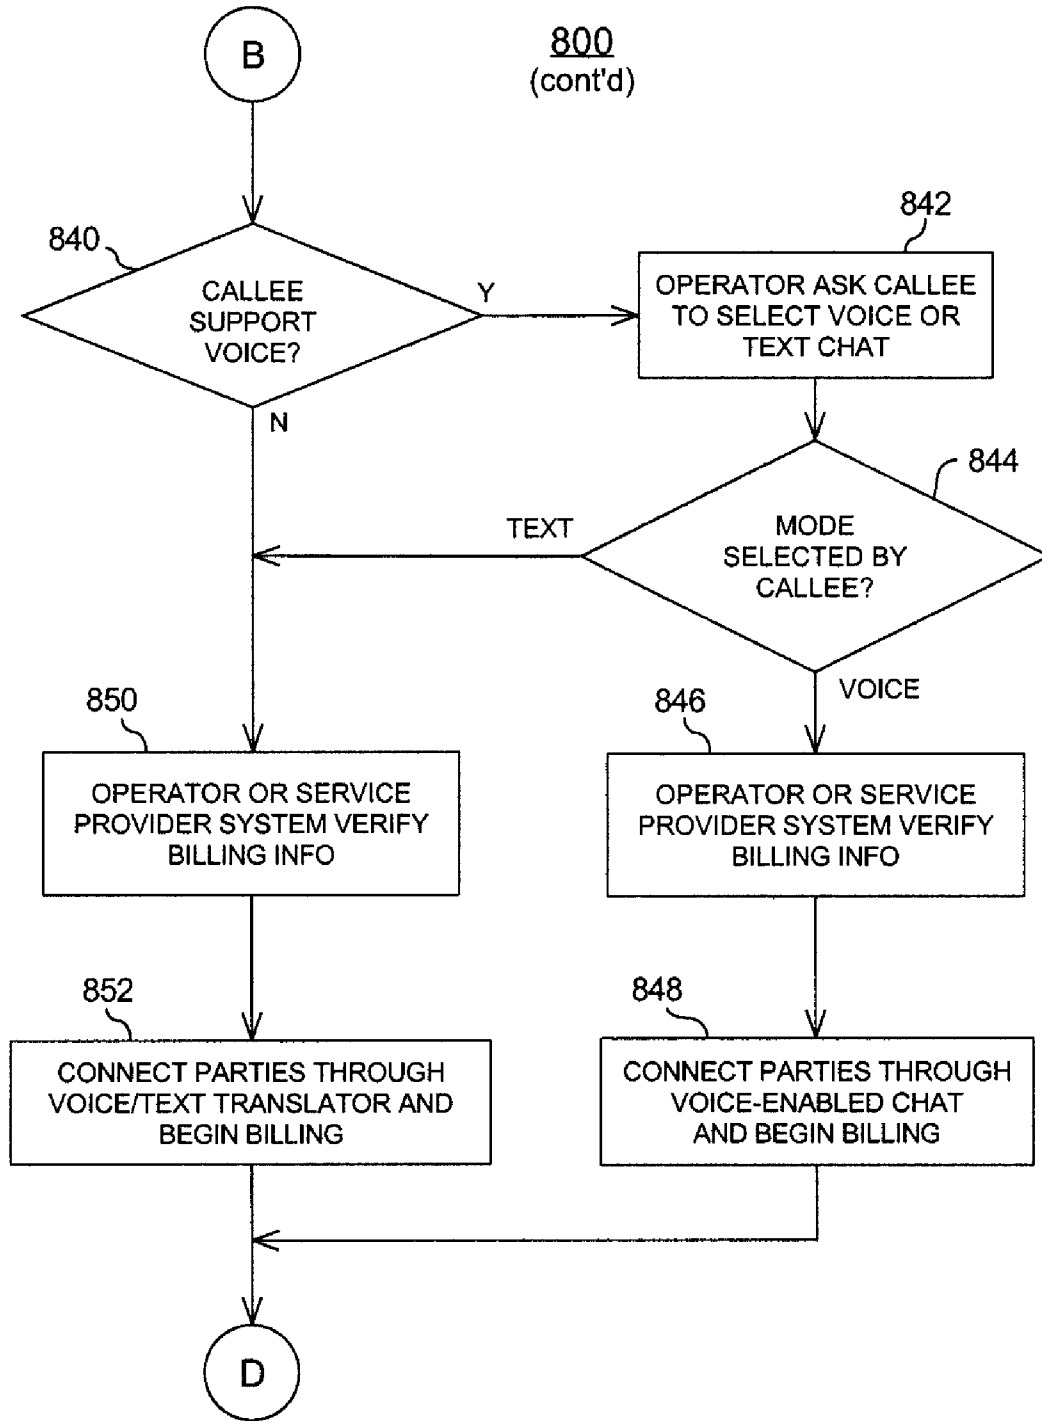 B
800
(cont'd)
840
CALLEE
SUPPORT
VOICE?
Y
N
842
OPERATOR ASK CALLEE
TO SELECT VOICE OR
TEXT CHAT
844
MODE
SELECTED BY
CALLEE?
TEXT
VOICE
850
OPERATOR OR SERVICE
PROVIDER SYSTEM VERIFY
BILLING INFO
846
OPERATOR OR SERVICE
PROVIDER SYSTEM VERIFY
BILLING INFO
852
CONNECT PARTIES THROUGH
VOICE/TEXT TRANSLATOR AND
BEGIN BILLING
848
CONNECT PARTIES THROUGH
VOICE-ENABLED CHAT
AND BEGIN BILLING
D